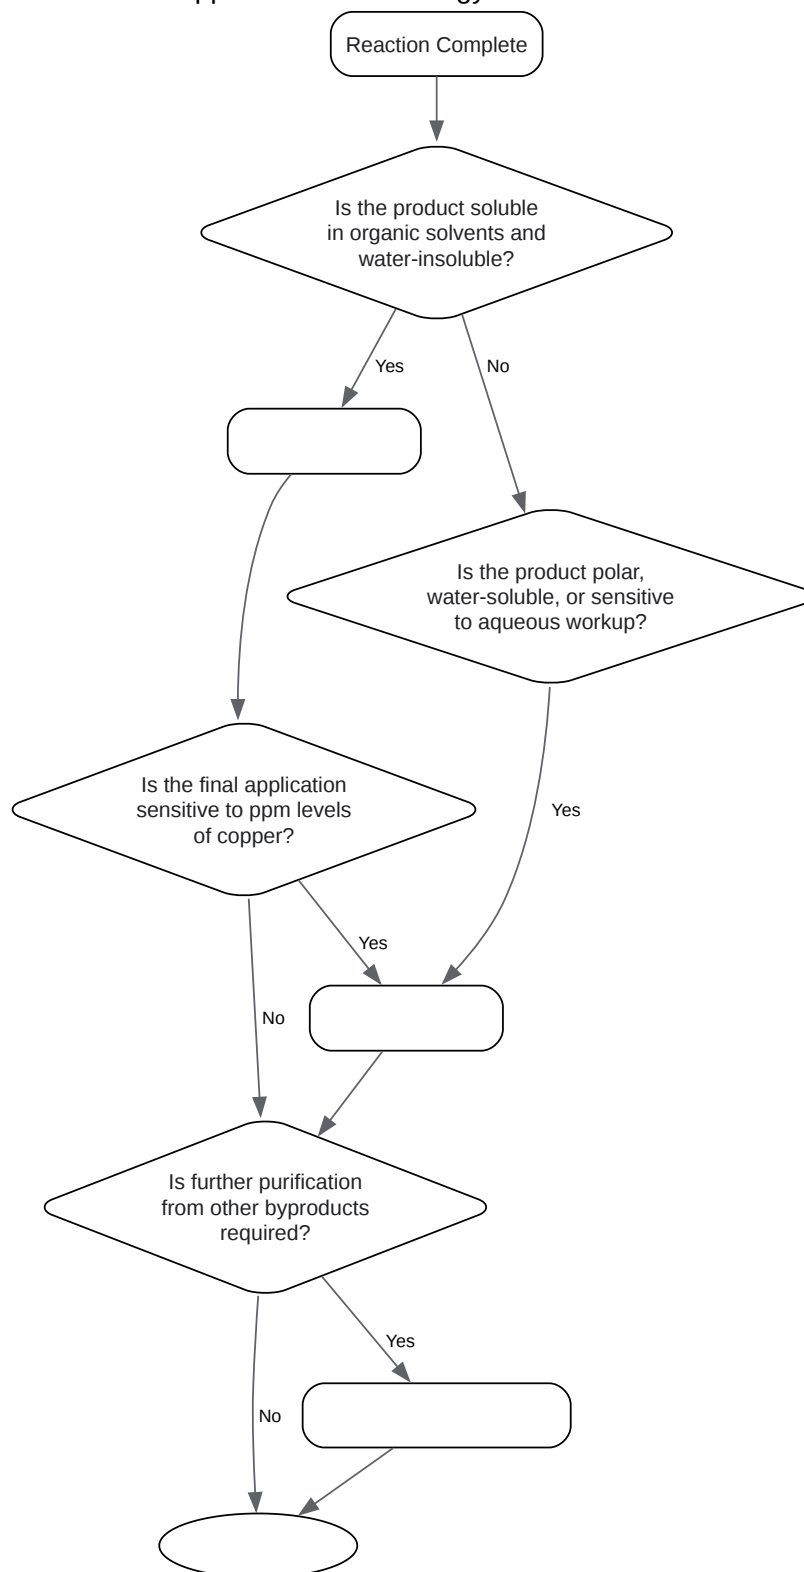 Reaction Complete
Is the product soluble
in organic solvents and
water-insoluble?
Yes
No
Is the product polar,
water-soluble, or sensitive
to aqueous workup?
Is the final application
sensitive to ppm levels
of copper?
Yes
Yes
No
Is further purification
from other byproducts
required?
Yes
No